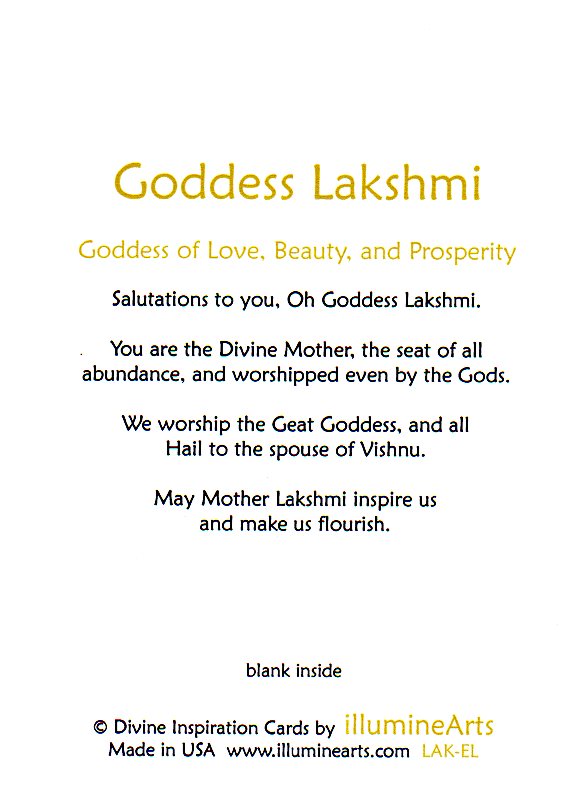 Goddess Lakshmi
Goddess of Love, Beauty, and Prosperity
Salutations to you, Oh Goddess Lakshmi.
You are the Divine Mother, the seat of all
abundance, and worshipped even by the Gods.
We worship the Geat Goddess, and all
Hail to the spouse of Vishnu.
May Mother Lakshmi inspire us
and make us flourish.
blank inside
© Divine Inspiration Cards by illumineArts
Made in USA www.illuminearts.com LAK-EL